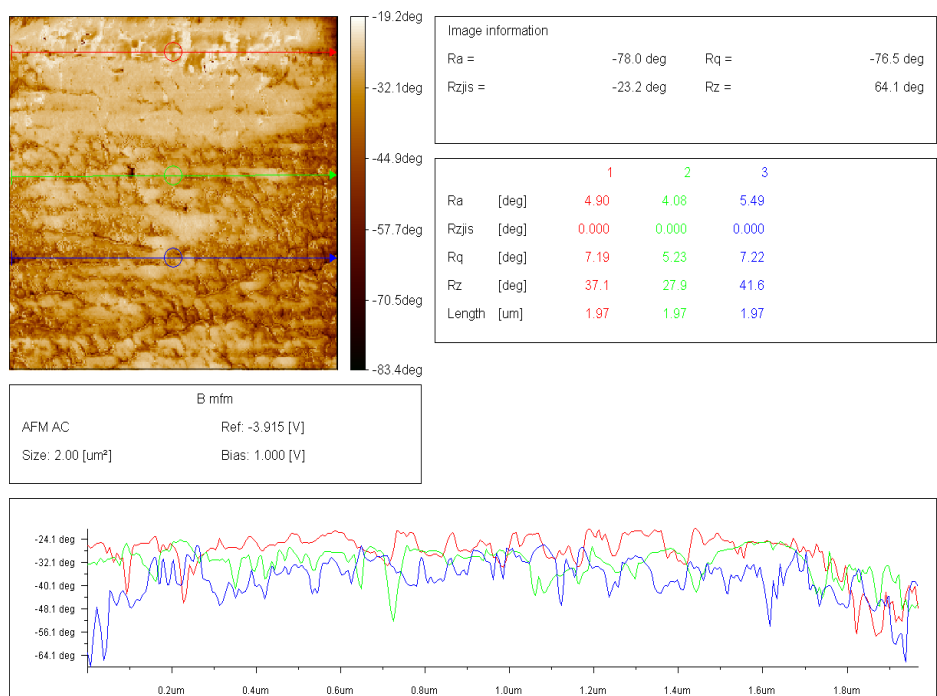 -19.2deg
-32.1deg
-44.9deg
-57.7deg
-70.5deg
-83.4deg
Image information
Ra = -78.0 deg Rq = -76.5 deg
Rzjis = -23.2 deg Rz = 64.1 deg
1 2 3
Ra [deg] 4.90 4.08 5.49
Rzjis [deg] 0.000 0.000 0.000
Rq [deg] 7.19 5.23 7.22
Rz [deg] 37.1 27.9 41.6
Length [um] 1.97 1.97 1.97
B mfm
AFM AC Ref: -3.915 [V]
Size: 2.00 [um²] Bias: 1.000 [V]
-24.1 deg
-32.1 deg
-40.1 deg
-48.1 deg
-56.1 deg
-64.1 deg
0.2um 0.4um 0.6um 0.8um 1.0um 1.2um 1.4um 1.6um 1.8um